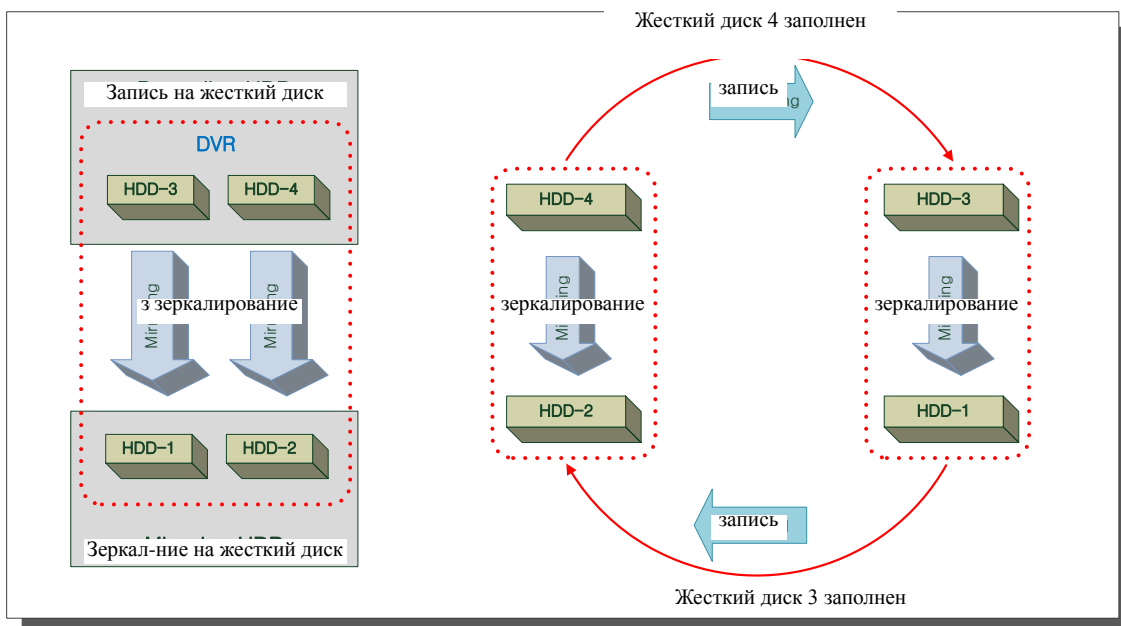 Жесткий диск 4 заполнен
Запись на жесткий диск
DVR
HDD-3
HDD-4
з зеркалирование
HDD-1
HDD-2
Зеркал-ние на жесткий диск
запись
HDD-4
зеркалирование
HDD-2
HDD-3
зеркалирование
HDD-1
запись
Жесткий диск 3 заполнен